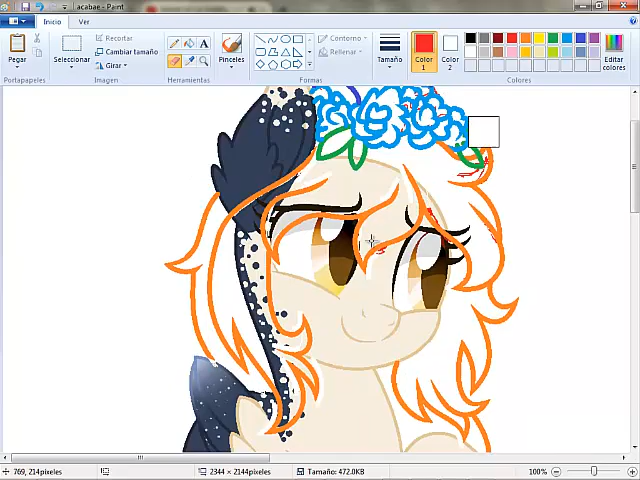 acabae - Paint
Inicio
Ver
Pegar
Portapapeles
Seleccionar
Recortar
Cambiar tamaño
Girar
Imagen
A
Herramientas
Pinceles
Contorno
Rellenar
Formas
Tamaño
Color 1
Color 2
Editar colores
Colores
769, 214píxeles
2344 × 2144píxeles
Tamaño: 472.0KB
100%